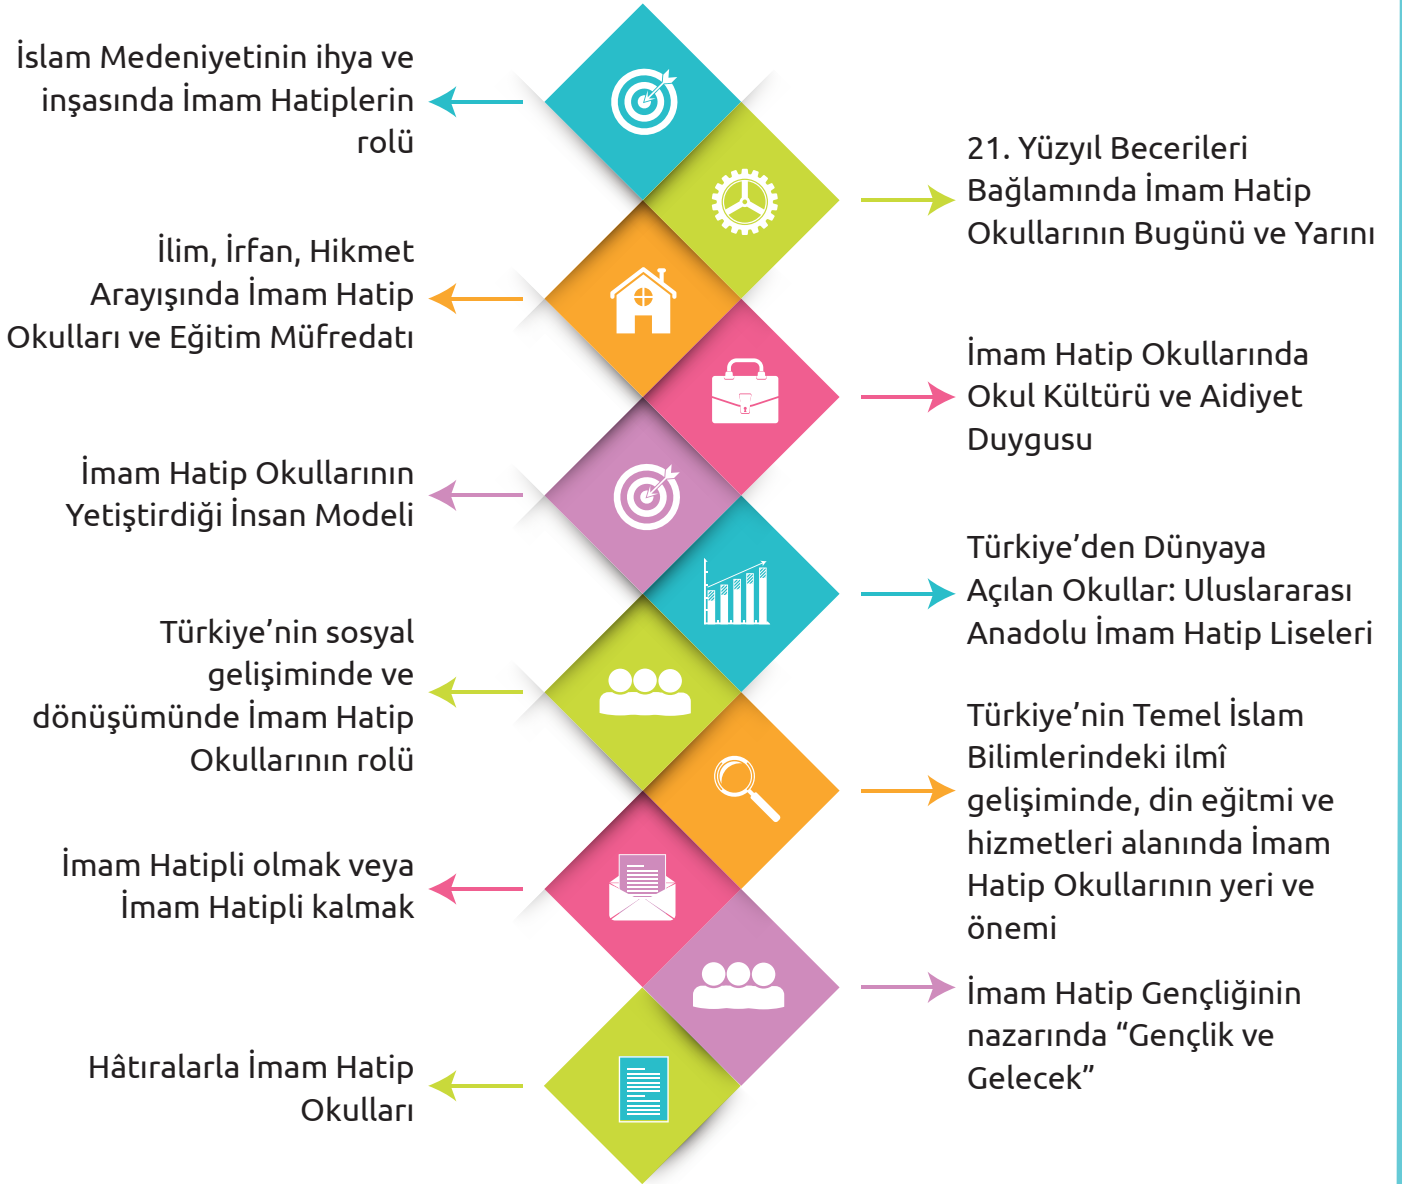 İslam Medeniyetinin ihya ve
inşasında İmam Hatiplerin
rolü
21. Yüzyıl Becerileri
Bağlamında İmam Hatip
Okullarının Bugünü ve Yarını
İlim, İrfan, Hikmet
Arayışında İmam Hatip
Okulları ve Eğitim Müfredatı
İmam Hatip Okullarında
Okul Kültürü ve Aidiyet
Duygusu
İmam Hatip Okullarının
Yetiştirdiği İnsan Modeli
Türkiye’den Dünyaya
Açılan Okullar: Uluslararası
Anadolu İmam Hatip Liseleri
Türkiye’nin sosyal
gelişiminde ve
dönüşümünde İmam Hatip
Okullarının rolü
Türkiye’nin Temel İslam
Bilimlerindeki ilmî
gelişiminde, din eğitmi ve
hizmetleri alanında İmam
Hatip Okullarının yeri ve
önemi
İmam Hatipli olmak veya
İmam Hatipli kalmak
İmam Hatip Gençliğinin
nazarında “Gençlik ve
Gelecek”
Hâtıralarla İmam Hatip
Okulları